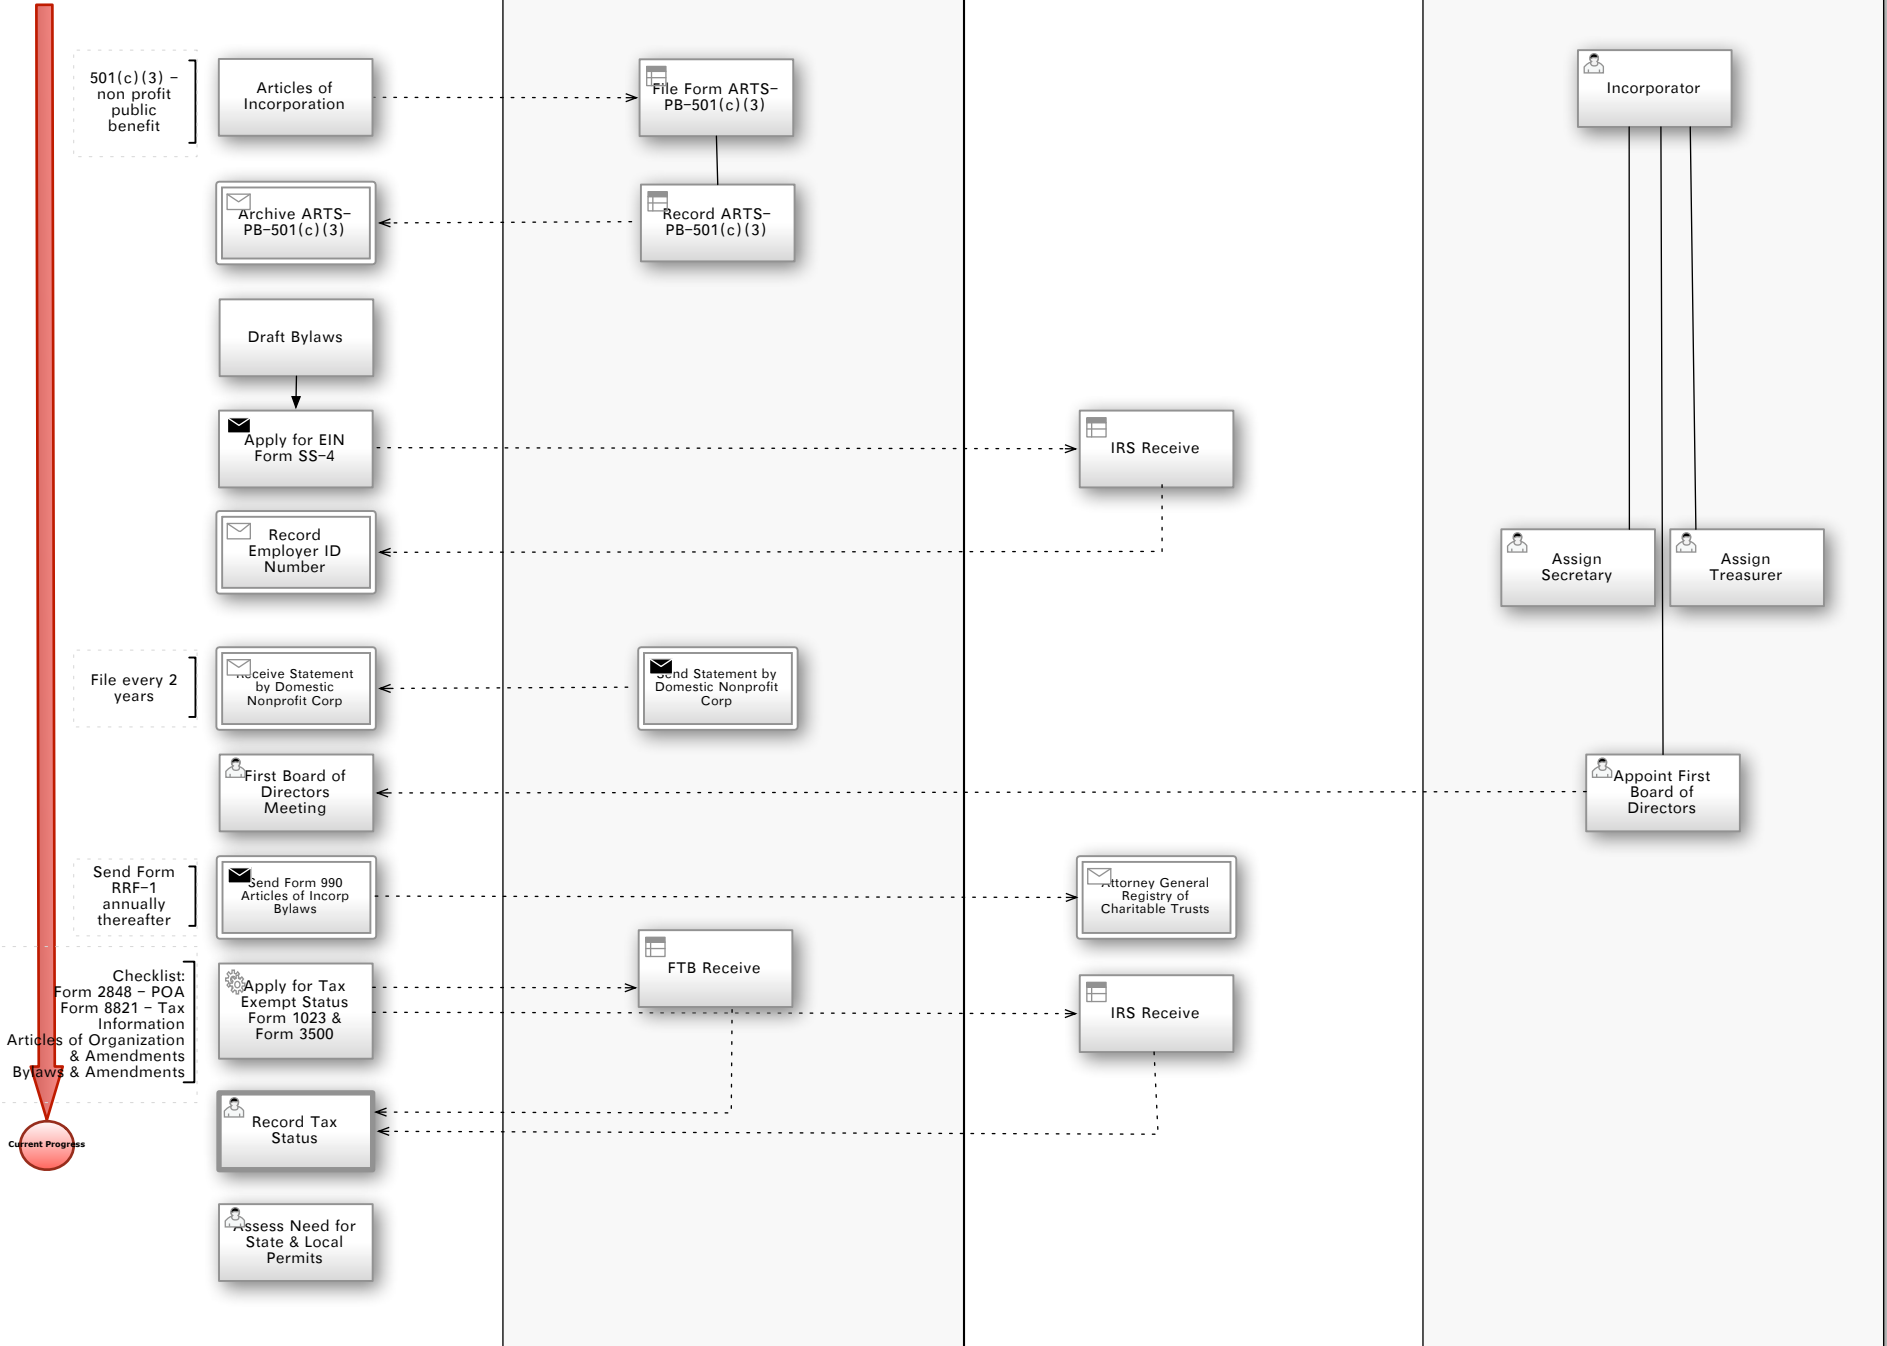 501(c)(3) –
non profit
public
benefit
Articles of
Incorporation
File Form ARTS–
PB–501(c)(3)
Incorporator
Archive ARTS–
PB–501(c)(3)
Record ARTS–
PB–501(c)(3)
Draft Bylaws
Apply for EIN
Form SS–4
IRS Receive
Record
Employer ID
Number
Assign
Secretary
Assign
Treasurer
File every 2
years
Receive Statement
by Domestic
Nonprofit Corp
Send Statement by
Domestic Nonprofit
Corp
First Board of
Directors
Meeting
Appoint First
Board of
Directors
Send Form
RRF–1
annually
thereafter
Send Form 990
Articles of Incorp
Bylaws
Attorney General
Registry of
Charitable Trusts
Checklist:
Form 2848 – POA
Form 8821 – Tax
Information
Articles of Organization
& Amendments
Bylaws & Amendments
Apply for Tax
Exempt Status
Form 1023 &
Form 3500
FTB Receive
IRS Receive
Current Progress
Record Tax
Status
Assess Need for
State & Local
Permits